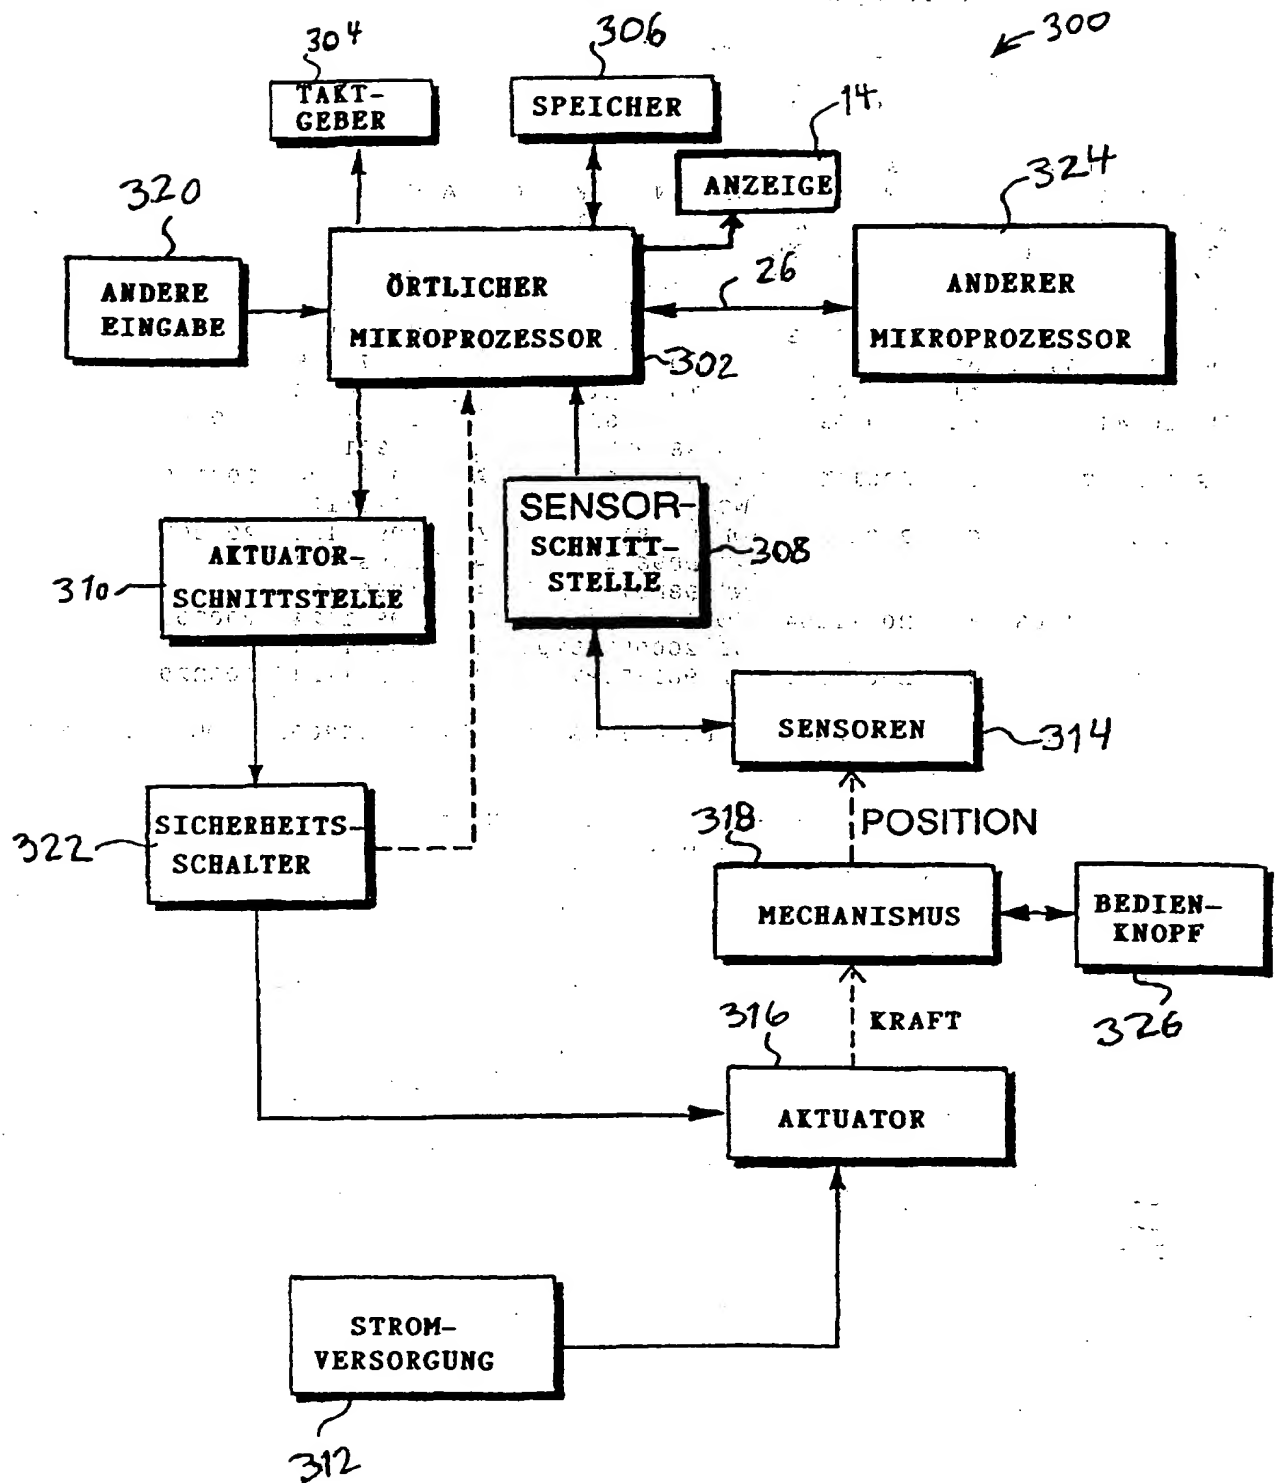 300
304
306
TAKT-
GEBER
SPEICHER
14
ANZEIGE
320
324
ANDERE
EINGABE
ÖRTLICHER
MIKROPROZESSOR
302
26
ANDERER
MIKROPROZESSOR
SENSOR-
SCHNITT-
STELLE
308
310
AKTUATOR-
SCHNITTSTELLE
SENSOREN
314
322
SICHERHEITS-
SCHALTER
318
POSITION
MECHANISMUS
BEDIEN-
KNOPF
326
316
KRAFT
AKTUATOR
STROM-
VERSORGUNG
312